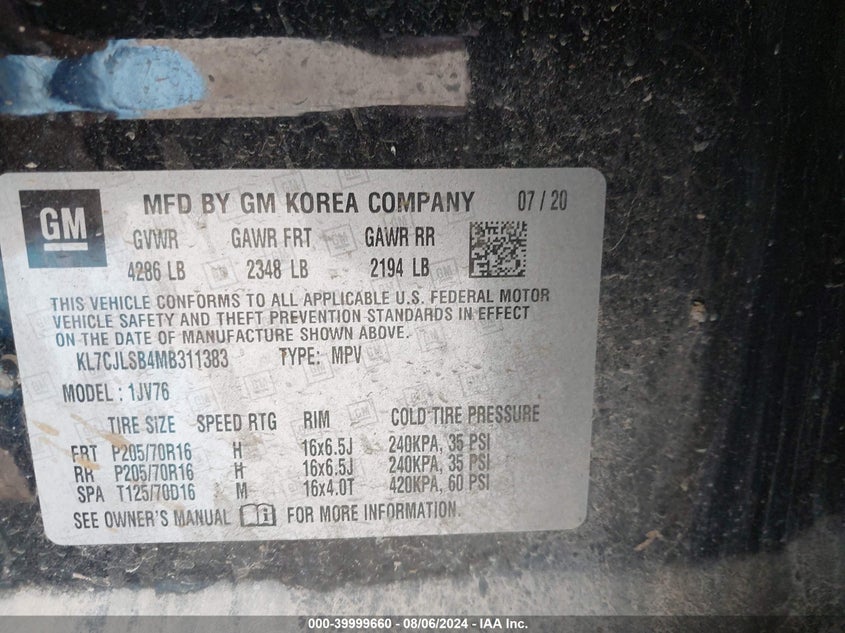 GM
MFD BY GM KOREA COMPANY 07 / 20
GVWR GAWR FRT GAWR RR
4286 LB 2348 LB 2194 LB
THIS VEHICLE CONFORMS TO ALL APPLICABLE U.S. FEDERAL MOTOR
VEHICLE SAFETY AND THEFT PREVENTION STANDARDS IN EFFECT
ON THE DATE OF MANUFACTURE SHOWN ABOVE.
KL7CJLSB4MB311383 TYPE: MPV
MODEL : 1JV76
TIRE SIZE SPEED RTG RIM COLD TIRE PRESSURE
FRT P205/70R16 H 16x6.5J 240KPA, 35 PSI
RR P205/70R16 H 16x6.5J 240KPA, 35 PSI
SPA T125/70D16 M 16x4.0T 420KPA, 60 PSI
SEE OWNER'S MANUAL FOR MORE INFORMATION.
000-39999660 - 08/06/2024 - IAA Inc.